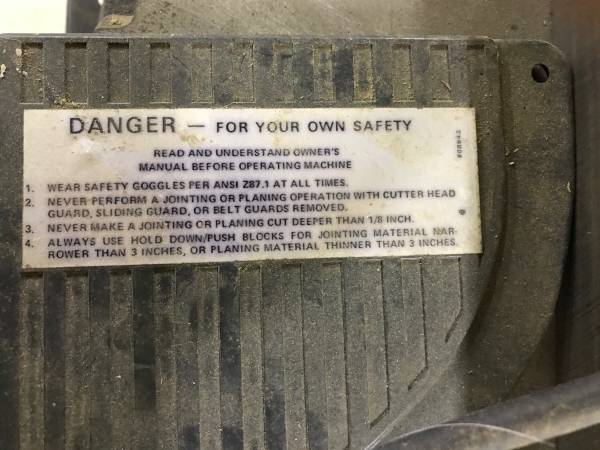 DANGER — FOR YOUR OWN SAFETY
READ AND UNDERSTAND OWNER'S
MANUAL BEFORE OPERATING MACHINE
1. WEAR SAFETY GOGGLES PER ANSI Z87.1 AT ALL TIMES.
2. NEVER PERFORM A JOINTING OR PLANING OPERATION WITH CUTTER HEAD
GUARD, SLIDING GUARD, OR BELT GUARDS REMOVED.
3. NEVER MAKE A JOINTING OR PLANING CUT DEEPER THAN 1/8 INCH.
4. ALWAYS USE HOLD DOWN/PUSH BLOCKS FOR JOINTING MATERIAL NAR-
ROWER THAN 3 INCHES, OR PLANING MATERIAL THINNER THAN 3 INCHES.